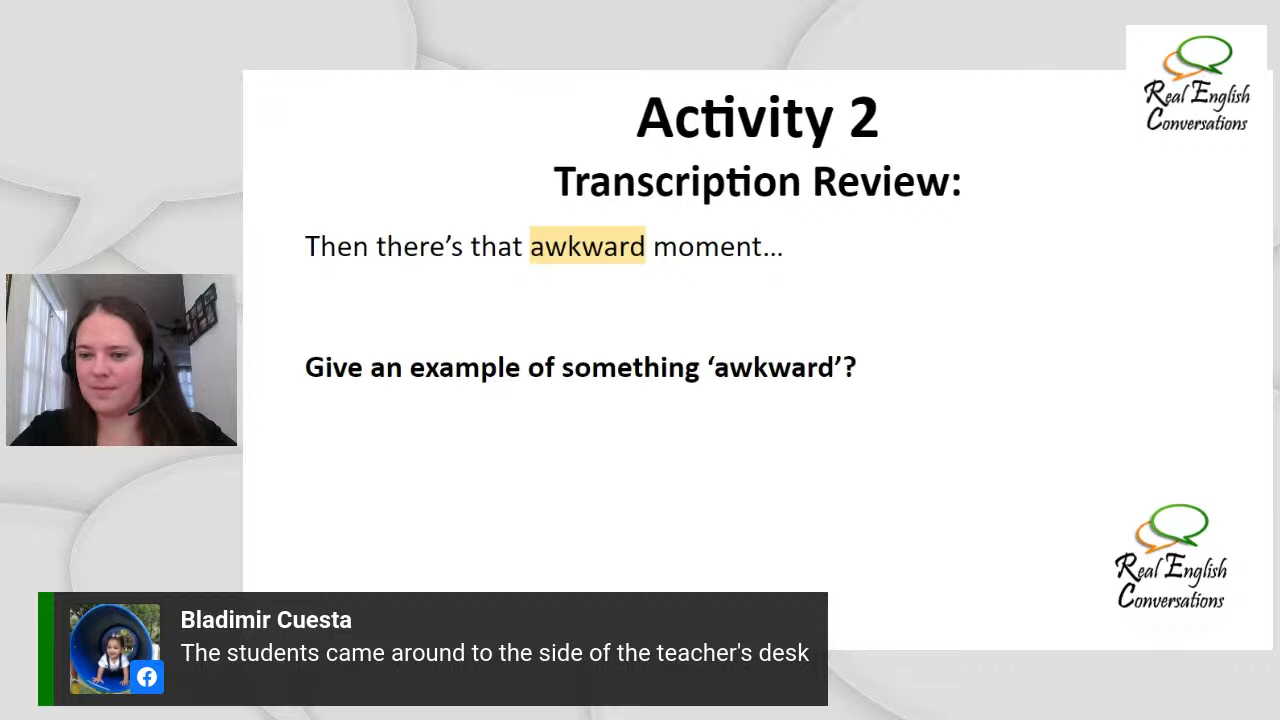 Real English
Conversations
Activity 2
Transcription Review:
Then there’s that awkward moment...
Give an example of something ‘awkward’?
Real English
Conversations
Bladimir Cuesta
The students came around to the side of the teacher's desk